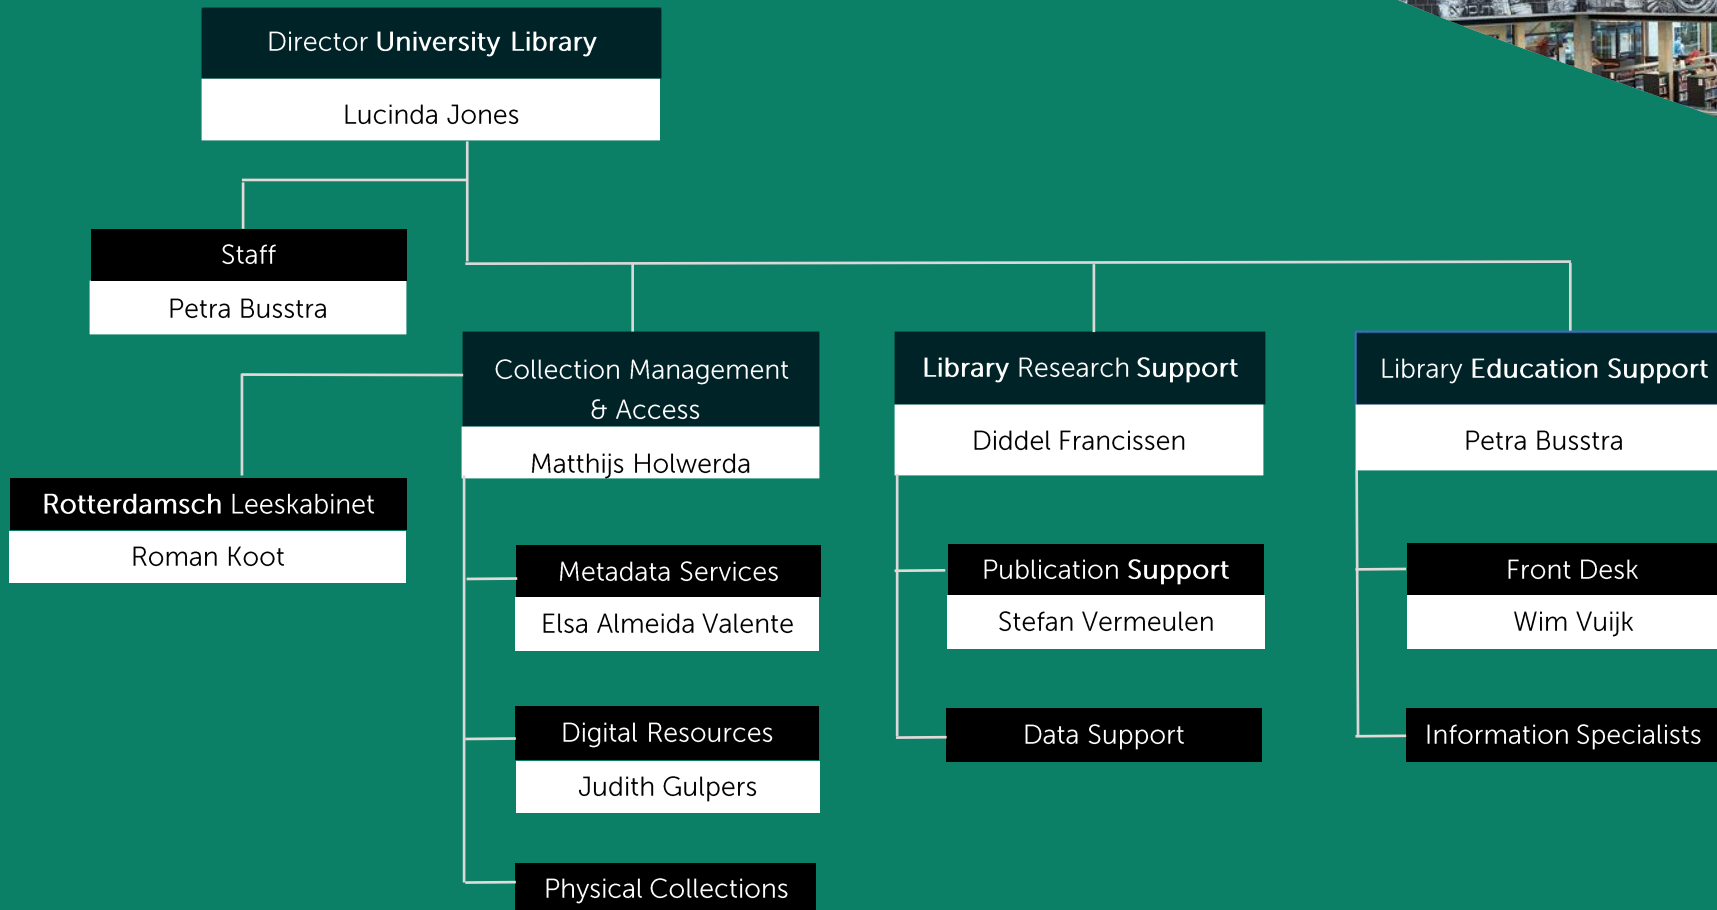 Director University Library
Lucinda Jones
Staff
Petra Busstra
Collection Management
& Access
Matthijs Holwerda
Library Research Support
Diddel Francissen
Library Education Support
Petra Busstra
Rotterdamsch Leeskabinet
Roman Koot
Metadata Services
Elsa Almeida Valente
Digital Resources
Judith Gulpers
Physical Collections
Publication Support
Stefan Vermeulen
Data Support
Front Desk
Wim Vuijk
Information Specialists